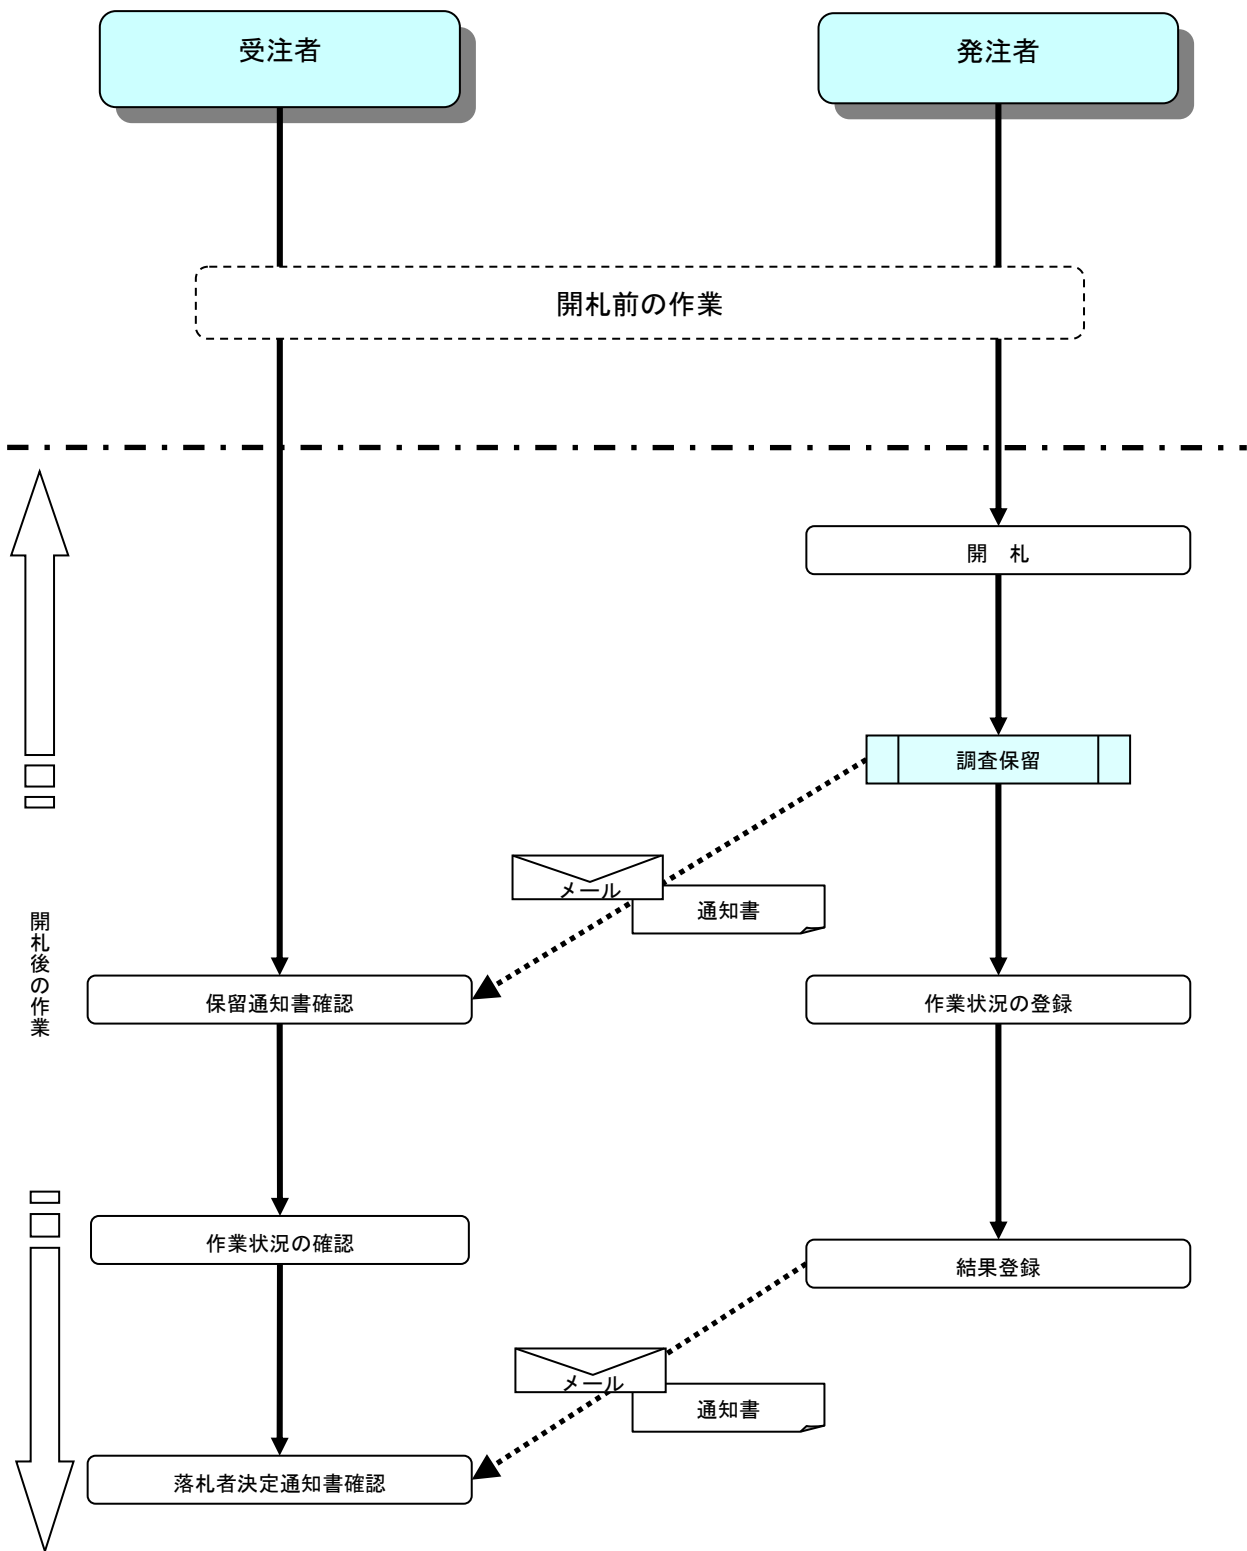 受注者
発注者
開札前の作業
開　札
調査保留
メール
通知書
開札後の作業
保留通知書確認
作業状況の登録
作業状況の確認
結果登録
メール
通知書
落札者決定通知書確認